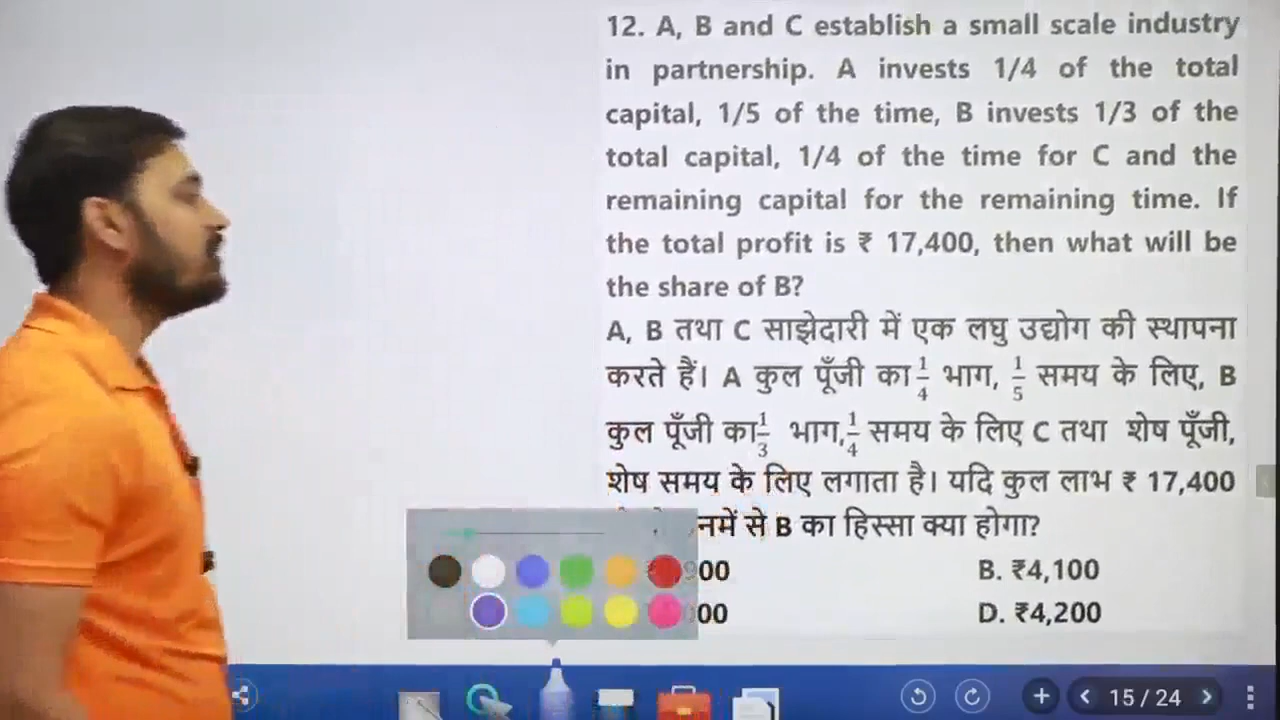 12. A, B and C establish a small scale industry
in partnership. A invests 1/4 of the total
capital, 1/5 of the time, B invests 1/3 of the
total capital, 1/4 of the time for C and the
remaining capital for the remaining time. If
the total profit is ₹ 17,400, then what will be
the share of B?
A, B तथा C साझेदारी में एक लघु उद्योग की स्थापना
करते हैं। A कुल पूँजी का 1/4 भाग, 1/5 समय के लिए, B
कुल पूँजी का 1/3 भाग, 1/4 समय के लिए C तथा शेष पूँजी,
शेष समय के लिए लगाता है। यदि कुल लाभ ₹ 17,400
से B का हिस्सा क्या होगा?
B. ₹4,100
D. ₹4,200
15 / 24